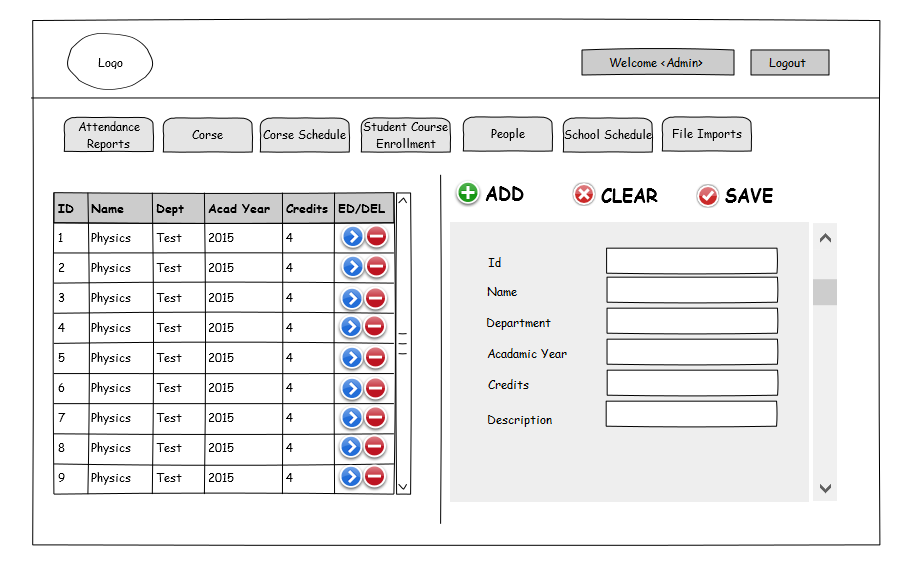 Logo
Welcome <Admin>
Logout
Attendance
Reports
Corse
Corse Schedule
Student Course
Enrollment
People
School Schedule
File Imports
ADD
CLEAR
SAVE
ID Name Dept Acad Year Credits ED/DEL
1 Physics Test 2015 4
2 Physics Test 2015 4
3 Physics Test 2015 4
4 Physics Test 2015 4
5 Physics Test 2015 4
6 Physics Test 2015 4
7 Physics Test 2015 4
8 Physics Test 2015 4
9 Physics Test 2015 4
Id
Name
Department
Acadamic Year
Credits
Description